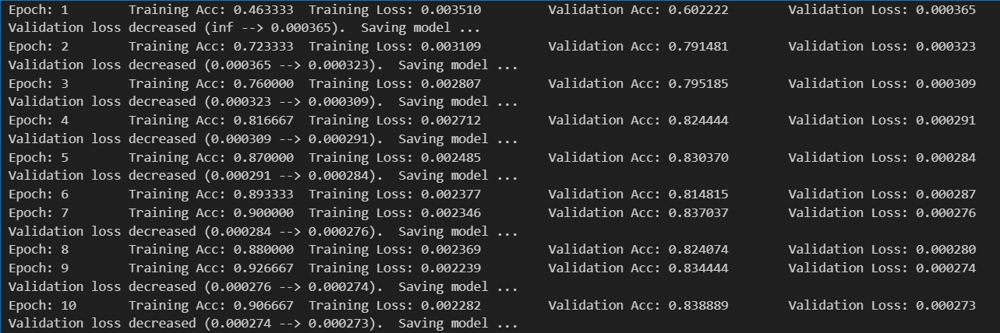 Epoch: 1 Training Acc: 0.463333 Training Loss: 0.003510 Validation Acc: 0.602222 Validation Loss: 0.000365
Validation loss decreased (inf --> 0.000365). Saving model ...
Epoch: 2 Training Acc: 0.723333 Training Loss: 0.003109 Validation Acc: 0.791481 Validation Loss: 0.000323
Validation loss decreased (0.000365 --> 0.000323). Saving model ...
Epoch: 3 Training Acc: 0.760000 Training Loss: 0.002807 Validation Acc: 0.795185 Validation Loss: 0.000309
Validation loss decreased (0.000323 --> 0.000309). Saving model ...
Epoch: 4 Training Acc: 0.816667 Training Loss: 0.002712 Validation Acc: 0.824444 Validation Loss: 0.000291
Validation loss decreased (0.000309 --> 0.000291). Saving model ...
Epoch: 5 Training Acc: 0.870000 Training Loss: 0.002485 Validation Acc: 0.830370 Validation Loss: 0.000284
Validation loss decreased (0.000291 --> 0.000284). Saving model ...
Epoch: 6 Training Acc: 0.893333 Training Loss: 0.002377 Validation Acc: 0.814815 Validation Loss: 0.000287
Epoch: 7 Training Acc: 0.900000 Training Loss: 0.002346 Validation Acc: 0.837037 Validation Loss: 0.000276
Validation loss decreased (0.000284 --> 0.000276). Saving model ...
Epoch: 8 Training Acc: 0.880000 Training Loss: 0.002369 Validation Acc: 0.824074 Validation Loss: 0.000280
Epoch: 9 Training Acc: 0.926667 Training Loss: 0.002239 Validation Acc: 0.834444 Validation Loss: 0.000274
Validation loss decreased (0.000276 --> 0.000274). Saving model ...
Epoch: 10 Training Acc: 0.906667 Training Loss: 0.002282 Validation Acc: 0.838889 Validation Loss: 0.000273
Validation loss decreased (0.000274 --> 0.000273). Saving model ...